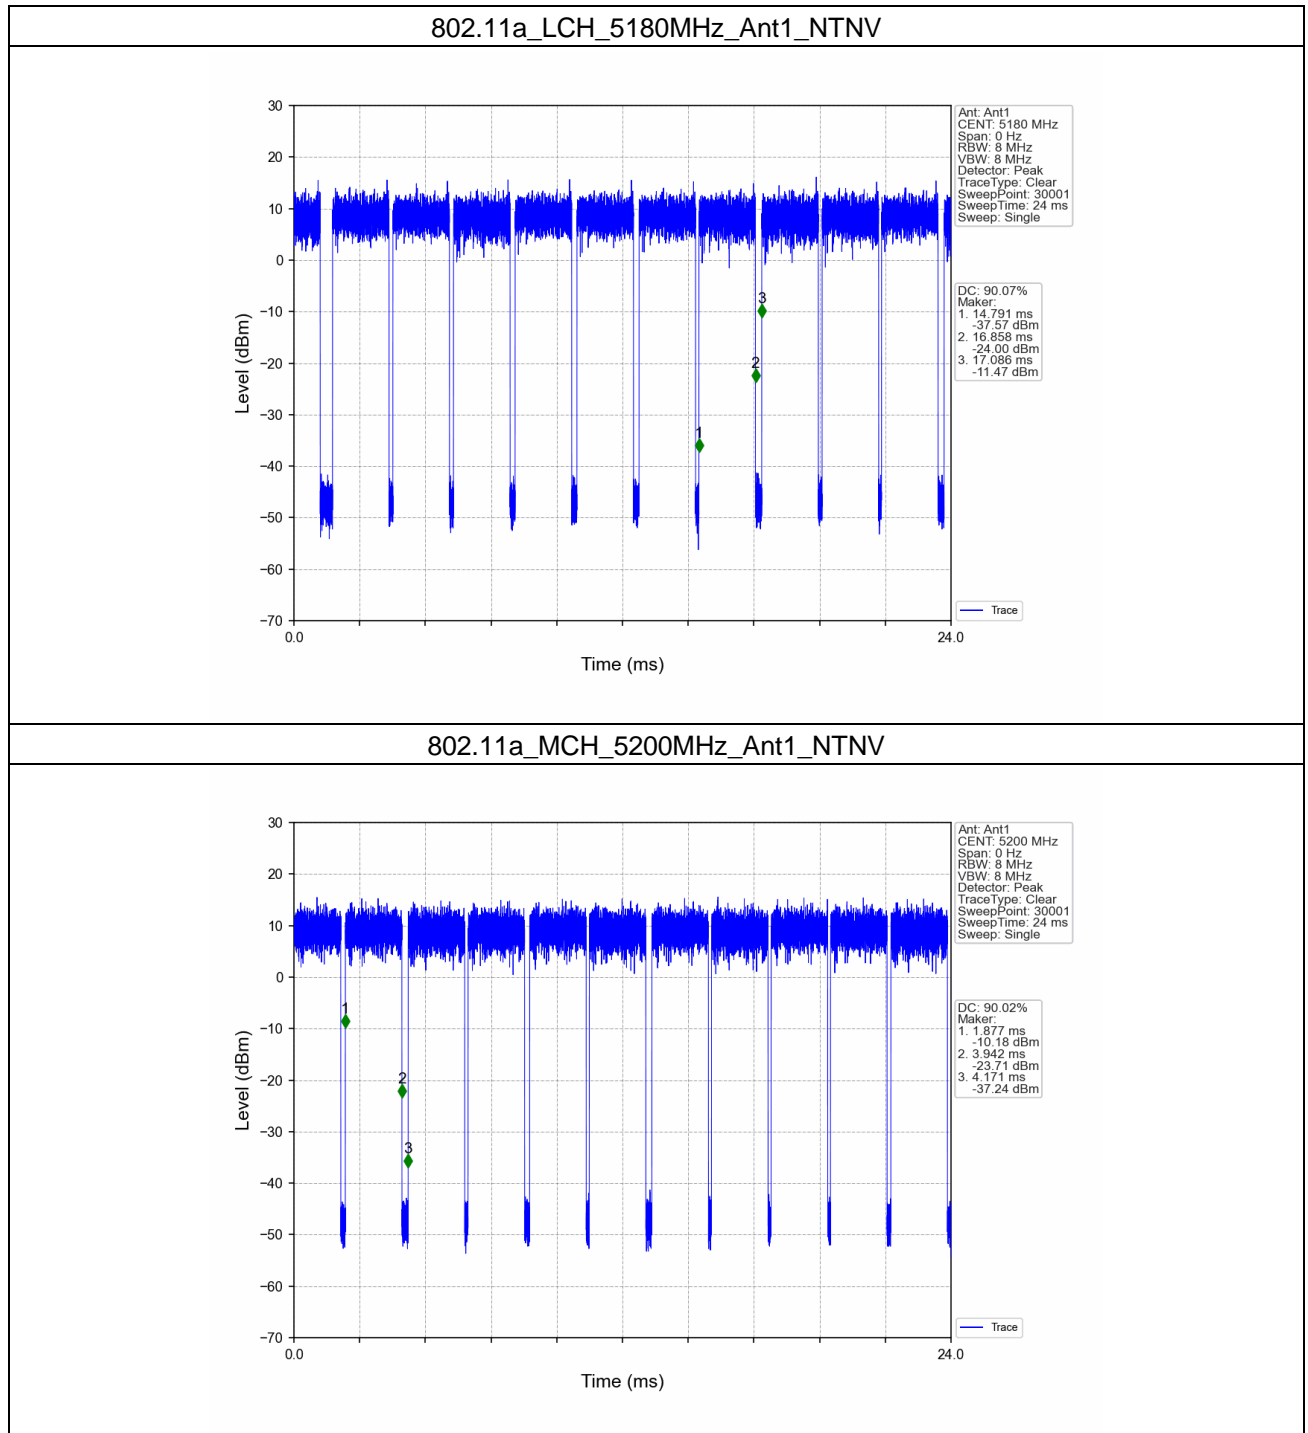 802.11a_LCH_5180MHz_Ant1_NTNV
30
20
10
0
−10
−20
−30
−40
−50
−60
−70
Level (dBm)
0.0
24.0
Time (ms)
1
2
3
Ant: Ant1
CENT: 5180 MHz
Span: 0 Hz
RBW: 8 MHz
VBW: 8 MHz
Detector: Peak
TraceType: Clear
SweepPoint: 30001
SweepTime: 24 ms
Sweep: Single
DC: 90.07%
Maker:
1. 14.791 ms
-37.57 dBm
2. 16.858 ms
-24.00 dBm
3. 17.086 ms
-11.47 dBm
Trace
802.11a_MCH_5200MHz_Ant1_NTNV
30
20
10
0
−10
−20
−30
−40
−50
−60
−70
Level (dBm)
0.0
24.0
Time (ms)
1
2
3
Ant: Ant1
CENT: 5200 MHz
Span: 0 Hz
RBW: 8 MHz
VBW: 8 MHz
Detector: Peak
TraceType: Clear
SweepPoint: 30001
SweepTime: 24 ms
Sweep: Single
DC: 90.02%
Maker:
1. 1.877 ms
-10.18 dBm
2. 3.942 ms
-23.71 dBm
3. 4.171 ms
-37.24 dBm
Trace